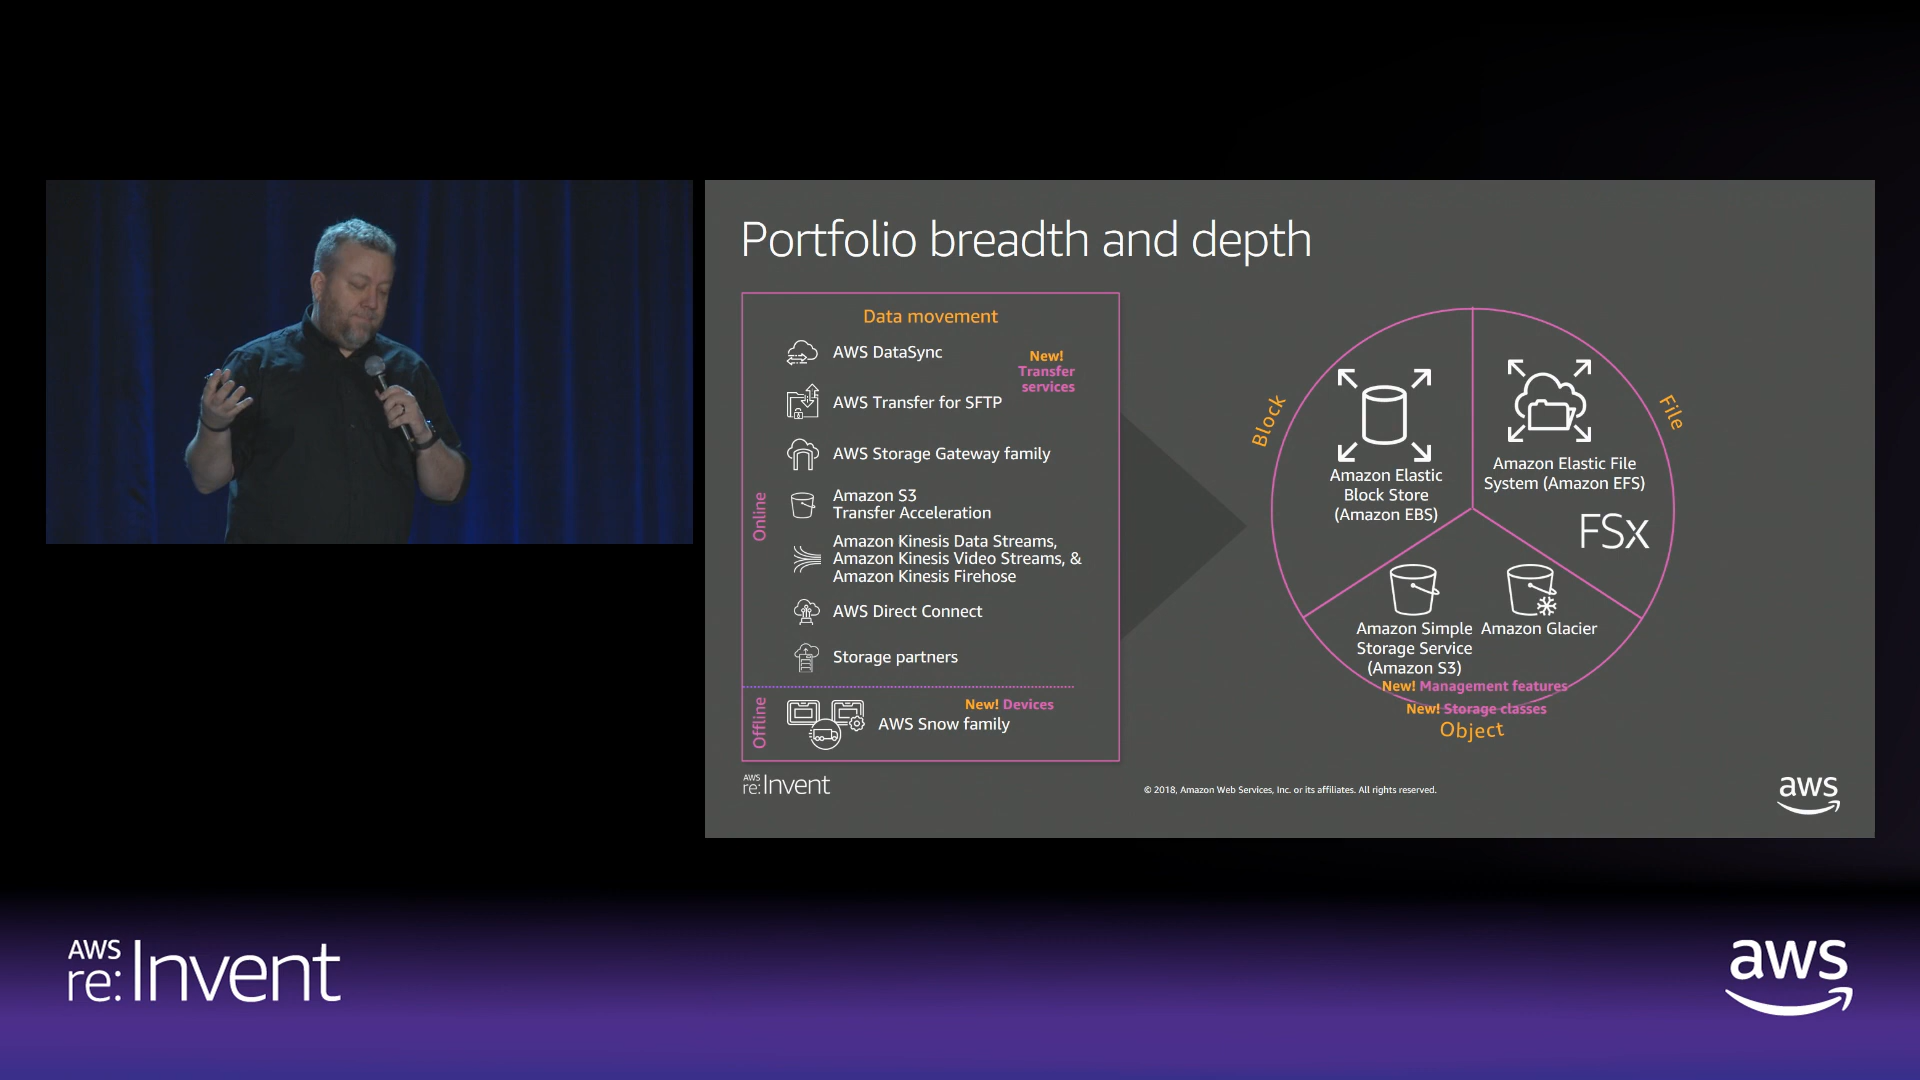 Portfolio breadth and depth
Data movement
AWS DataSync
New!
Transfer
services
AWS Transfer for SFTP
AWS Storage Gateway family
Online
Amazon S3
Transfer Acceleration
Amazon Kinesis Data Streams,
Amazon Kinesis Video Streams, &
Amazon Kinesis Firehose
AWS Direct Connect
Storage partners
Offline
New! Devices
AWS Snow family
Block
Amazon Elastic
Block Store
(Amazon EBS)
File
Amazon Elastic File
System (Amazon EFS)
FSx
Amazon Simple
Storage Service
(Amazon S3)
Amazon Glacier
New! Management features
New! Storage classes
Object
AWS
re:Invent
© 2018, Amazon Web Services, Inc. or its affiliates. All rights reserved.
aws
AWS
re:Invent
aws